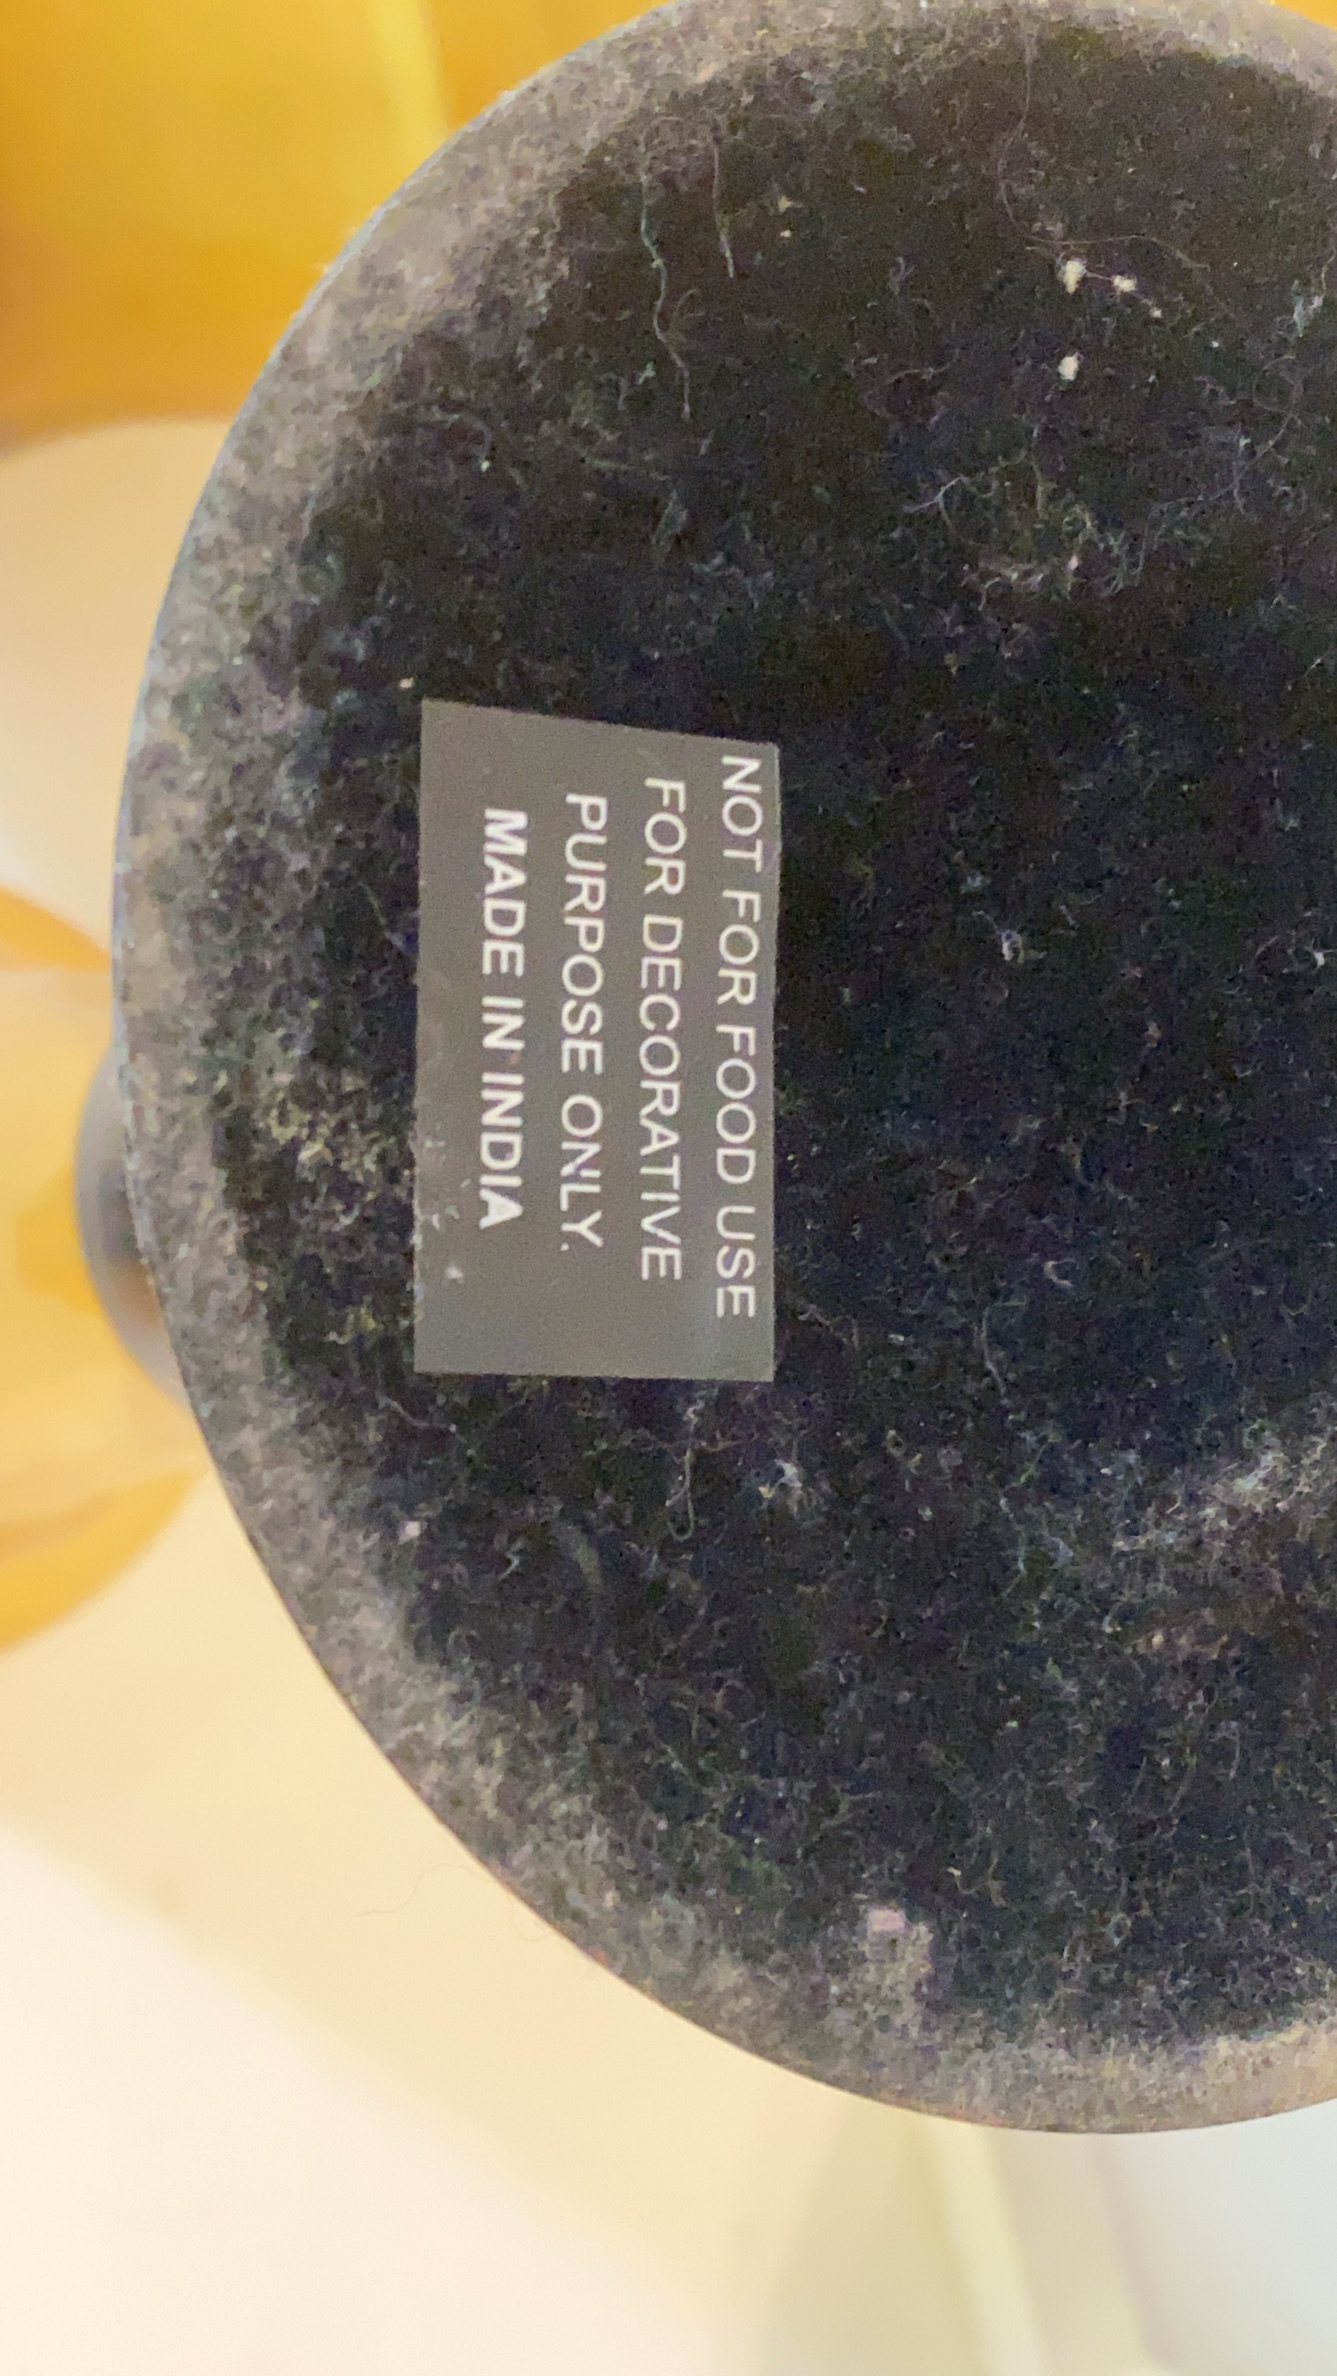 NOT FOR FOOD USE
FOR DECORATIVE
PURPOSE ONLY.
MADE IN INDIA